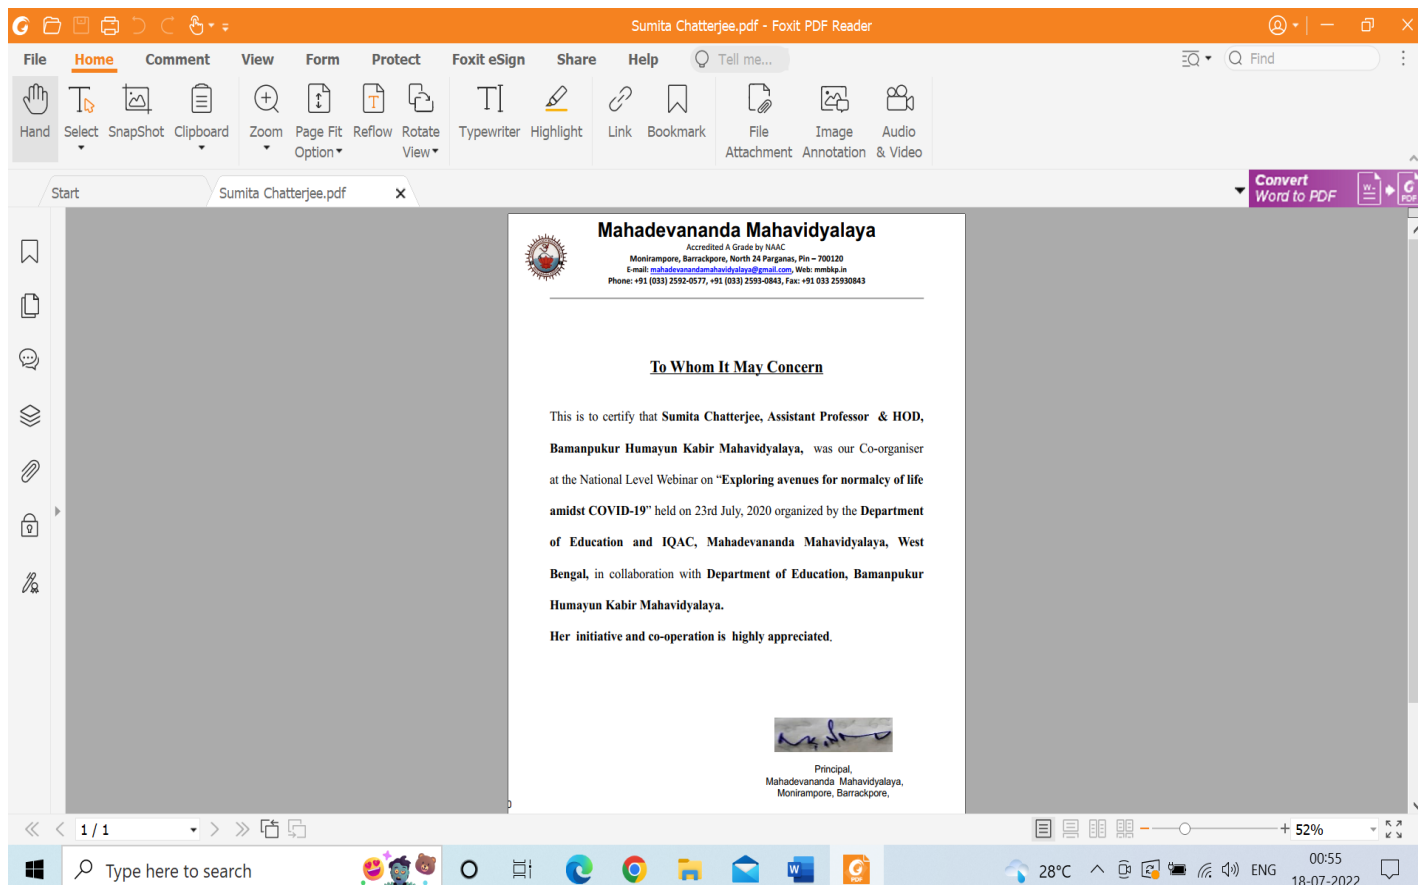 Sumita Chatterjee.pdf - Foxit PDF Reader
File Home Comment View Form Protect Foxit eSign Share Help Tell me... Find
Hand Select SnapShot Clipboard Zoom Page Fit Option Reflow Rotate View Typewriter Highlight Link Bookmark File Attachment Image Annotation Audio & Video
Start Sumita Chatterjee.pdf
Convert
Word to PDF
Mahadevananda Mahavidyalaya
Accredited A Grade by NAAC
Monirampore, Barrackpore, North 24 Parganas, Pin – 700120
E-mail: mahadevanandamahavidyalaya@gmail.com, Web: mmbkp.in
Phone: +91 (033) 2592-0577, +91 (033) 2593-0843, Fax: +91 033 25930843
To Whom It May Concern
This is to certify that Sumita Chatterjee, Assistant Professor & HOD,
Bamanpukur Humayun Kabir Mahavidyalaya, was our Co-organiser
at the National Level Webinar on “Exploring avenues for normalcy of life
amidst COVID-19” held on 23rd July, 2020 organized by the Department
of Education and IQAC, Mahadevananda Mahavidyalaya, West
Bengal, in collaboration with Department of Education, Bamanpukur
Humayun Kabir Mahavidyalaya.
Her initiative and co-operation is highly appreciated.
Principal,
Mahadevananda Mahavidyalaya,
Monirampore, Barrackpore,
1 / 1 52%
Type here to search 28°C ENG 00:55
18-07-2022